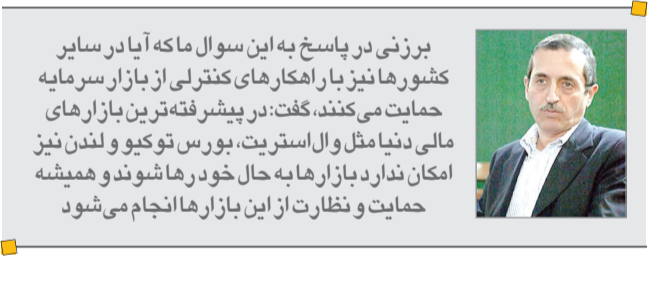 برزنی در پاسخ به این سوال ما که آیا در سایر
کشورها نیز با راهکارهای کنترلی از بازار سرمایه
حمایت می‌کنند، گفت: در پیشرفته‌ترین بازارهای
مالی دنیا مثل وال‌استریت، بورس توکیو و لندن نیز
امکان ندارد بازارها به حال خود رها شوند و همیشه
حمایت و نظارت از این بازارها انجام می‌شود